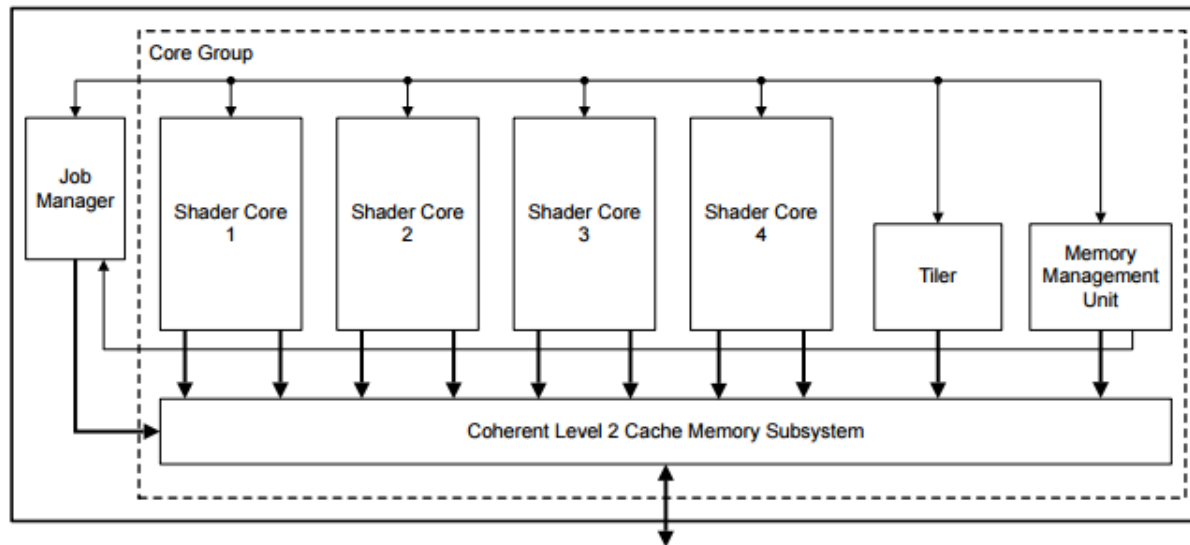 Core Group
Job
Manager
Shader Core
1
Shader Core
2
Shader Core
3
Shader Core
4
Tiler
Memory
Management
Unit
Coherent Level 2 Cache Memory Subsystem